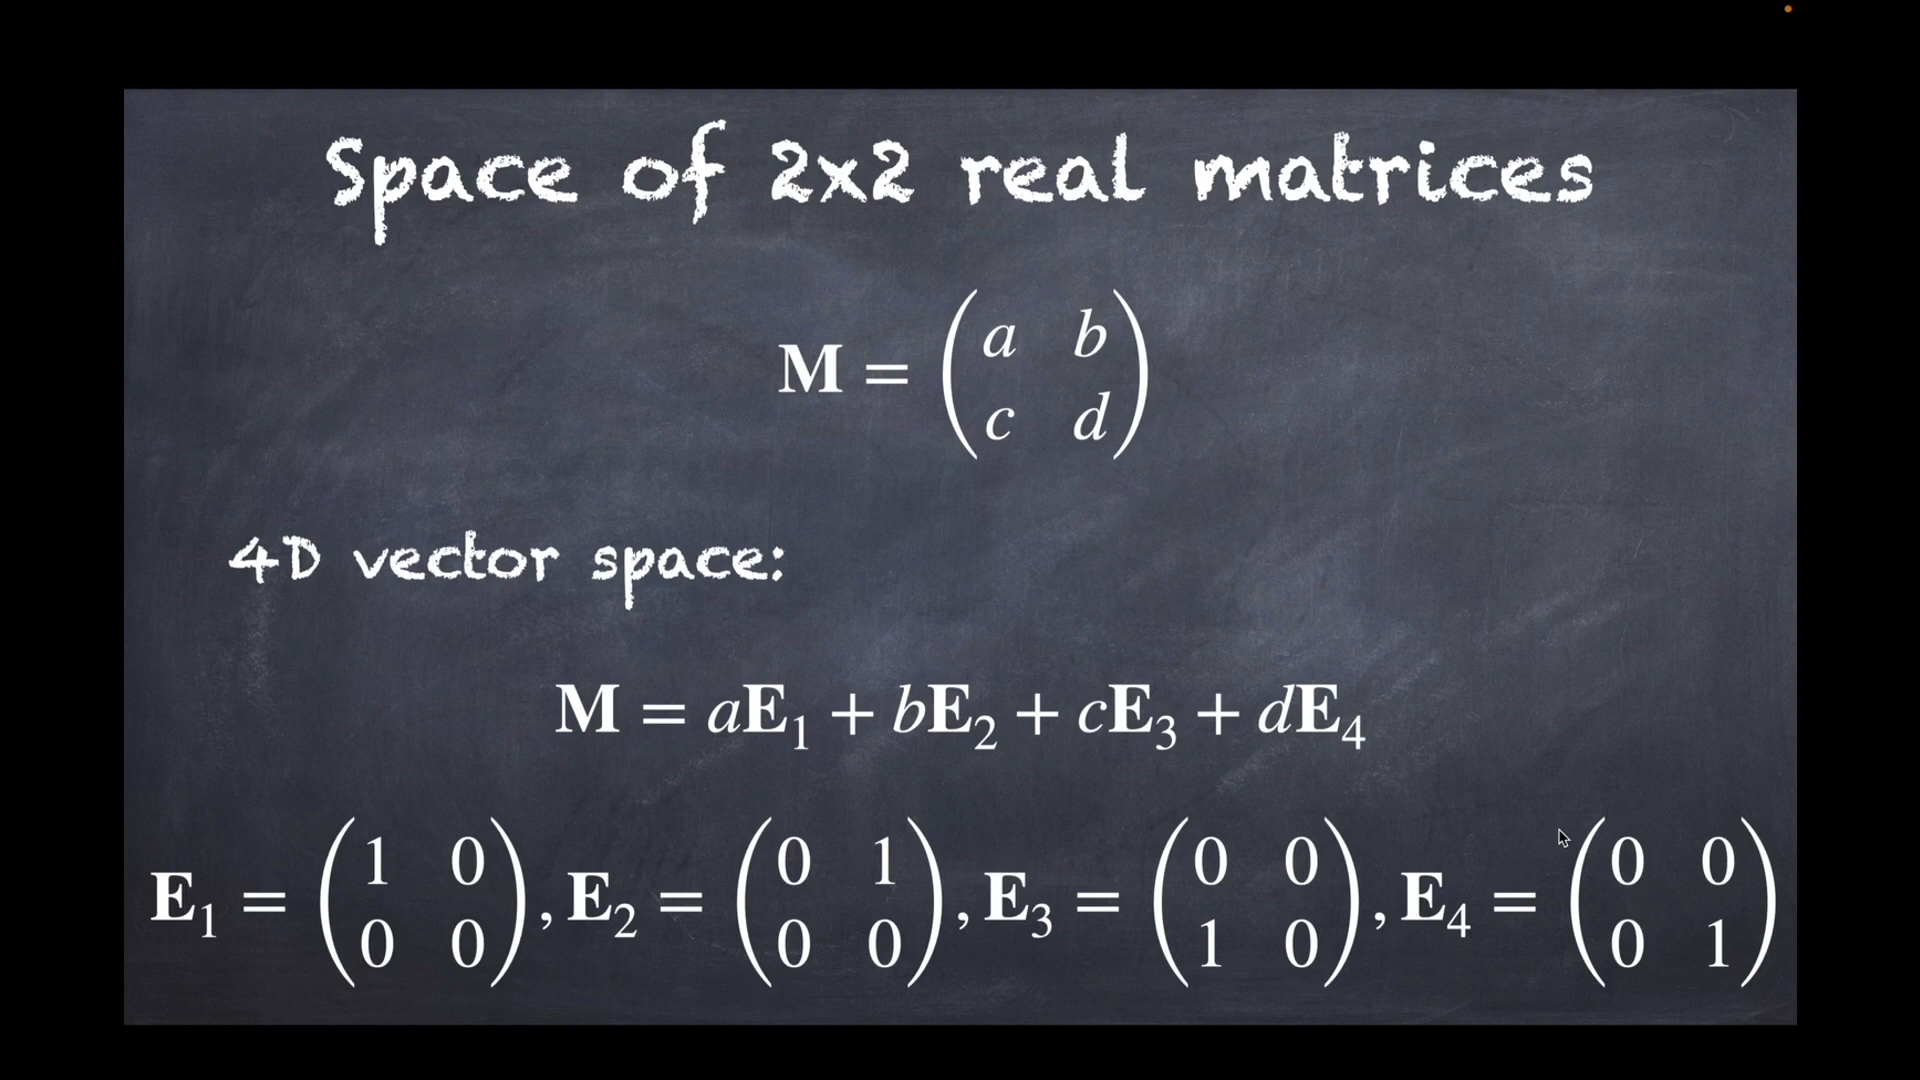 Space of 2x2 real matrices
M = (a b
c d)
4D vector space:
M = aE₁ + bE₂ + cE₃ + dE₄
E₁ = (1 0
0 0), E₂ = (0 1
0 0), E₃ = (0 0
1 0), E₄ = (0 0
0 1)